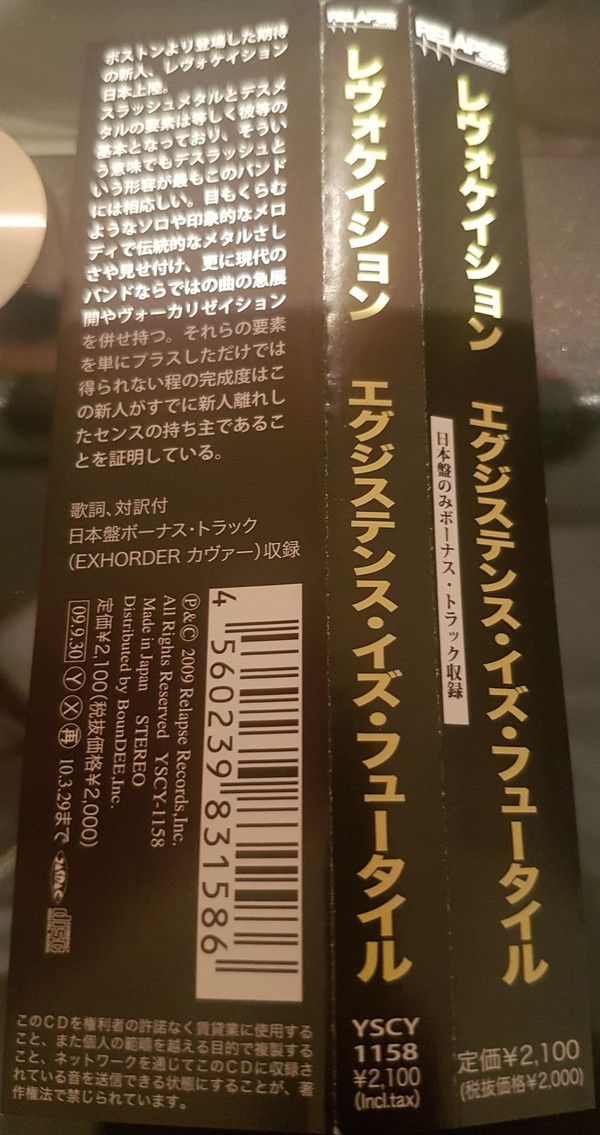 ボストンより登場した期待
の新人、レヴォケイション
日本上陸。
スラッシュメタルとデスメ
タルの要素は等しく彼等の
基本となっており、そうい
う意味でもデスラッシュと
いう形容が最もこのバンド
には相応しい。目もくらむ
ようなソロや印象的なメロ
ディで伝統的なメタルさし
さや見せ付け、更に現代の
バンドならではの曲の急展
開やヴォーカリゼイション
を併せ持つ。それらの要素
を単にプラスしただけでは
得られない程の完成度はこ
の新人がすでに新人離れし
たセンスの持ち主であるこ
とを証明している。
歌詞、対訳付
日本盤ボーナス・トラック
(EXHORDER カヴァー)収録
4 560239 831586
Ⓟ&© 2009 Relapse Records,Inc.
All Rights Reserved YSCY-1158
Made in Japan STEREO
Distributed by BounDEE,Inc.
定価¥2,100(税抜価格¥2,000)
09.9.30 Ⓨ Ⓧ ㊢ 10.3.29まで
disc
このCDを権利者の許諾なく賃貸業に使用する
こと、また個人の範疇を越える目的で複製する
こと、ネットワークを通じてこのCDに収録さ
れている音を送信できる状態にすることが、著
作権法で禁じられています。
RELAPSE
レヴォケイション エグジステンス・イズ・フュータイル
YSCY
1158
¥2,100
(Incl.tax)
RELAPSE
レヴォケイション エグジステンス・イズ・フュータイル
日本盤のみボーナス・トラック収録
定価¥2,100
(税抜価格¥2,000)